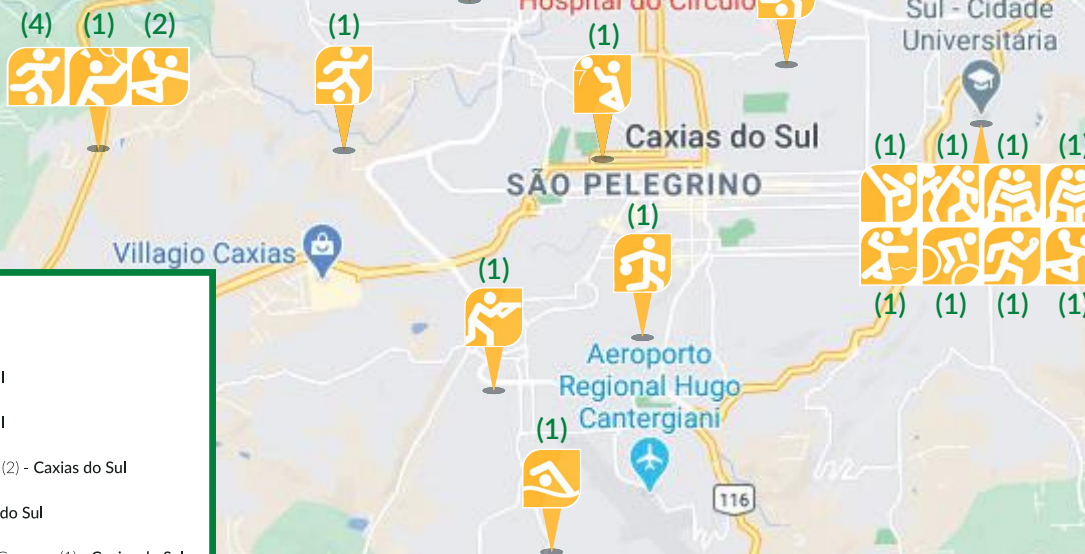 Hospital do Círculo
Sul - Cidade
Universitária
(4) (1) (2)
(1)
(1)
Caxias do Sul
SÃO PELEGRINO
(1) (1) (1) (1)
(1)
Villagio Caxias
(1)
(1) (1) (1) (1)
Aeroporto
Regional Hugo
Cantergiani
(1)
116
l
l
(2) - Caxias do Sul
do Sul